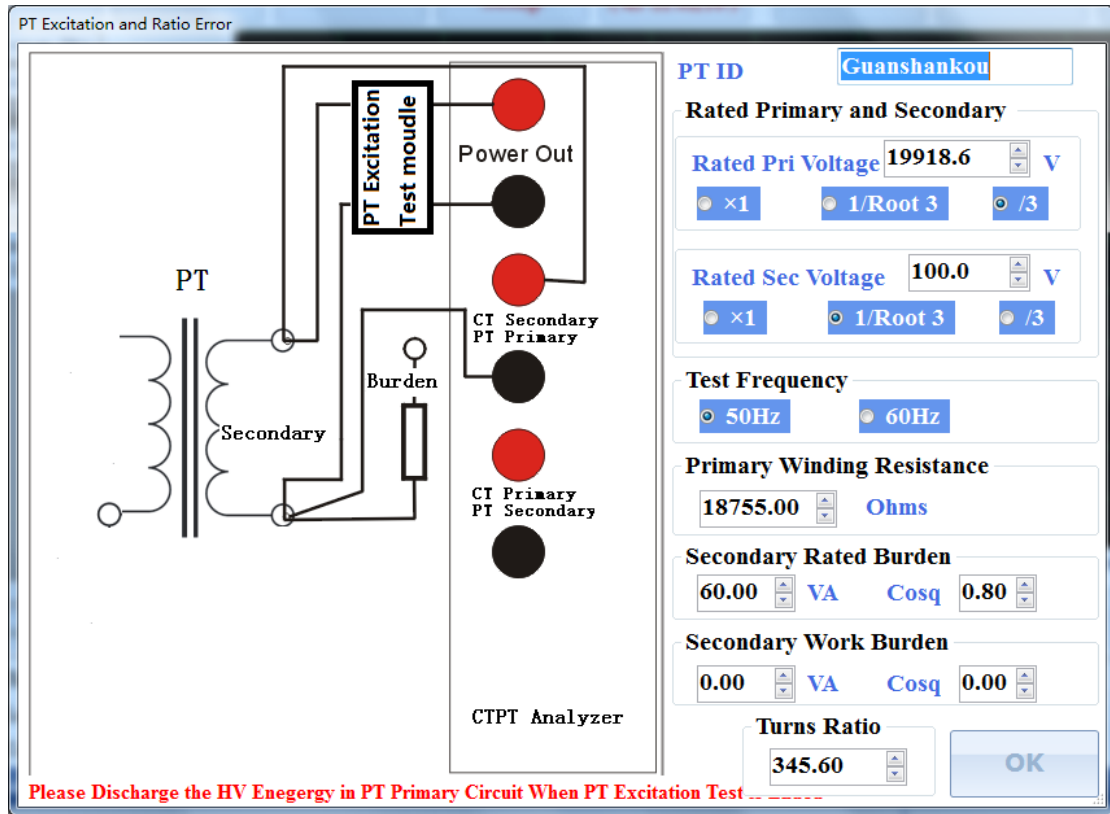 PT Excitation and Ratio Error
PT Excitation
Test moudle
Power Out
PT
CT Secondary
PT Primary
Burden
Secondary
CT Primary
PT Secondary
CTPT Analyzer
Please Discharge the HV Enegergy in PT Primary Circuit When PT Excitation Test
PT ID Guanshankou
Rated Primary and Secondary
Rated Pri Voltage 19918.6 V
×1 1/Root 3 /3
Rated Sec Voltage 100.0 V
×1 1/Root 3 /3
Test Frequency
50Hz 60Hz
Primary Winding Resistance
18755.00 Ohms
Secondary Rated Burden
60.00 VA Cosq 0.80
Secondary Work Burden
0.00 VA Cosq 0.00
Turns Ratio
345.60
OK